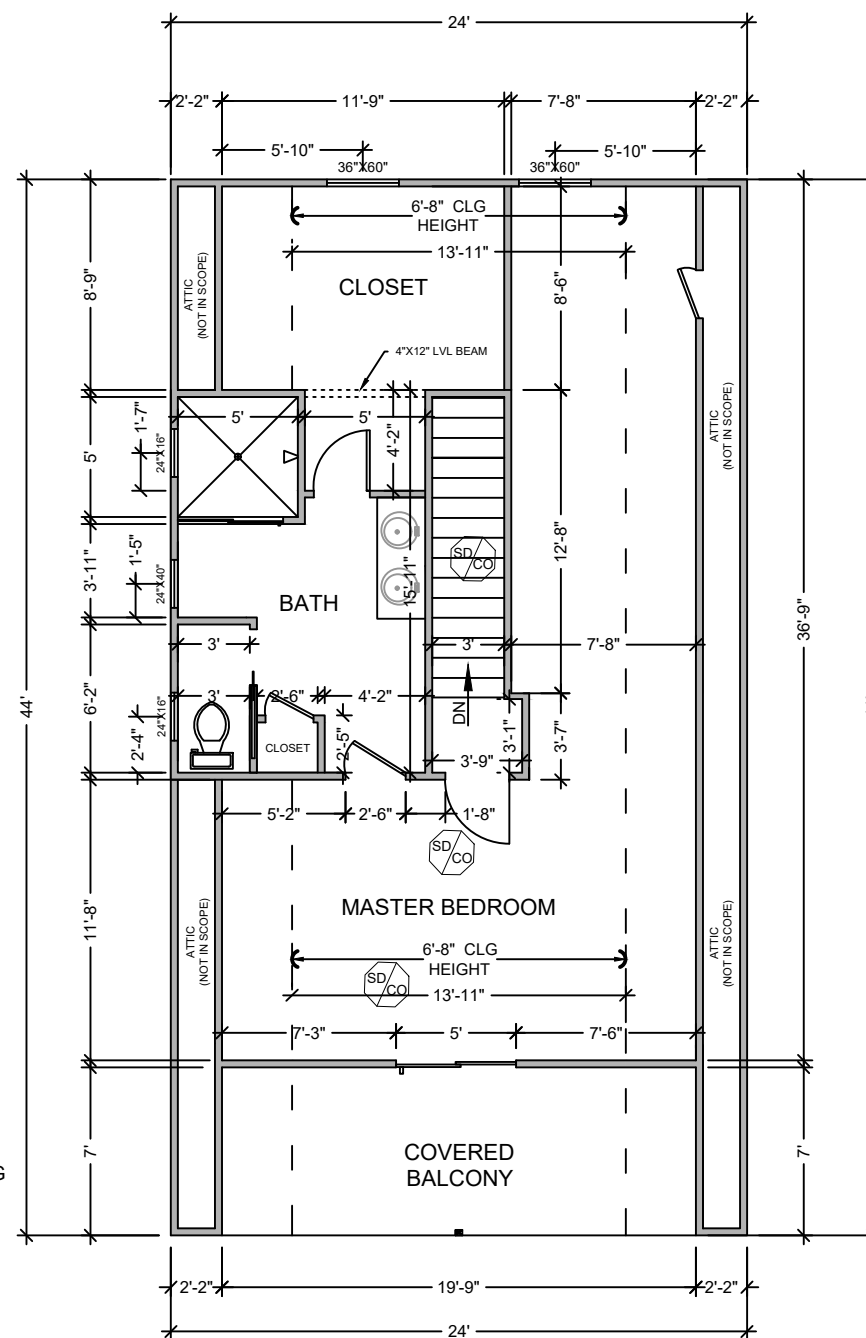 24'
2'-2"
11'-9"
7'-8"
2'-2"
5'-10"
5'-10"
36"X60"
36"X60"
6'-8" CLG
HEIGHT
13'-11"
CLOSET
8'-9"
ATTIC
(NOT IN SCOPE)
8'-6"
4"X12" LVL BEAM
ATTIC
(NOT IN SCOPE)
5'
5'
1'-7"
24"X16"
5'
4'-2"
12'-8"
SD
CO
1'-5"
24"X40"
3'-11"
15'-11"
BATH
36'-9"
3'
3'
7'-8"
3'
2'-6"
4'-2"
6'-2"
24"X16"
2'-4"
44'
DN
CLOSET
2'-5"
3'-1"
3'-7"
3'-9"
5'-2"
2'-6"
1'-8"
SD
CO
MASTER BEDROOM
11'-8"
ATTIC
(NOT IN SCOPE)
ATTIC
(NOT IN SCOPE)
6'-8" CLG
HEIGHT
SD
CO
13'-11"
7'-3"
5'
7'-6"
7'
COVERED
BALCONY
7'
2'-2"
19'-9"
2'-2"
24'